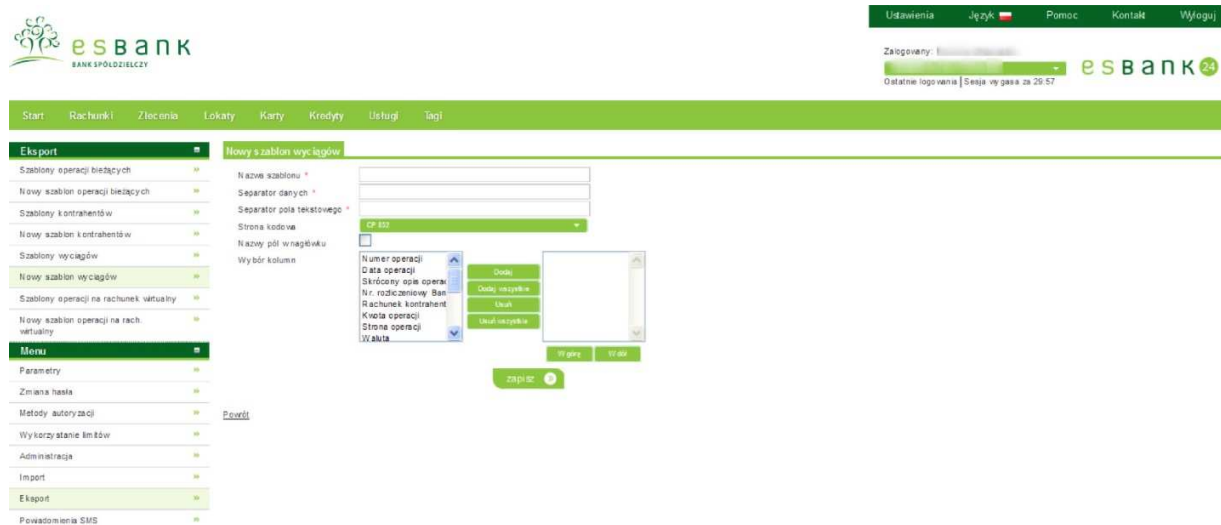 Ustawienia Język Pomoc Kontakt Wyloguj
esBank
BANK SPÓŁDZIELCZY
Zalogowany:
esBank 24
Ostatnie logowania | Sesja wygasa za 29:57
Start Rachunki Zlecenia Lokaty Karty Kredyty Usługi Tagi
Eksport
Szablony operacji bieżących
Nowy szablon operacji bieżących
Szablony kontrahentów
Nowy szablon kontrahentów
Szablony wyciągów
Nowy szablon wyciągów
Szablony operacji na rachunek wirtualny
Nowy szablon operacji na rach.
wirtualny
Menu
Parametry
Zmiana hasła
Metody autoryzacji
Wykorzystanie limitów
Administracja
Import
Eksport
Powiadomienia SMS
Nowy szablon wyciągów
Nazwa szablonu *
Separator danych *
Separator pola tekstowego *
Strona kodowa CP 852
Nazwy pól w nagłówku
Wybór kolumn
Numer operacji
Data operacji
Skrócony opis operac
Nr. rozliczeniowy Ban
Rachunek kontrahent
Kwota operacji
Strona operacji
Waluta
Dodaj
Dodaj wszystkie
Usuń
Usuń wszystkie
W górę W dół
zapisz
Powrót